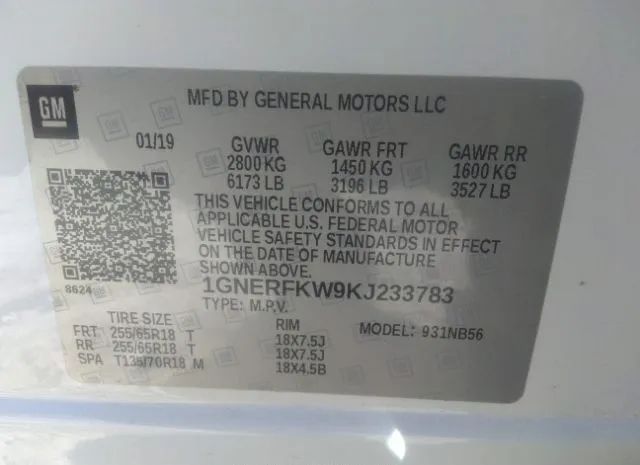 GM
MFD BY GENERAL MOTORS LLC
01/19 GVWR GAWR FRT GAWR RR
2800 KG 1450 KG 1600 KG
6173 LB 3196 LB 3527 LB
THIS VEHICLE CONFORMS TO ALL
APPLICABLE U.S. FEDERAL MOTOR
VEHICLE SAFETY STANDARDS IN EFFECT
ON THE DATE OF MANUFACTURE
SHOWN ABOVE.
8624
1GNERFKW9KJ233783
TYPE: M.P.V.
TIRE SIZE RIM MODEL: 931NB56
FRT 255/65R18 T 18X7.5J
RR 255/65R18 T 18X7.5J
SPA T135/70R18 M 18X4.5B